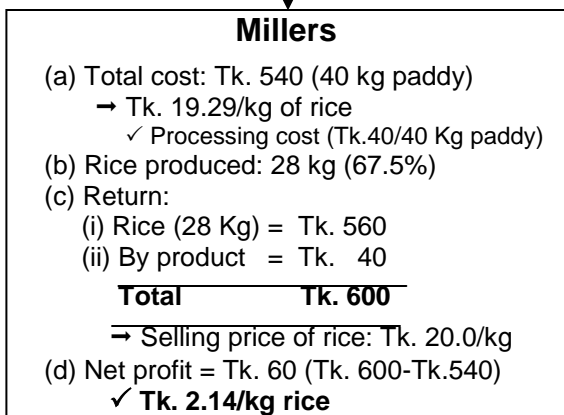 Millers
(a) Total cost: Tk. 540 (40 kg paddy)
→ Tk. 19.29/kg of rice
✓ Processing cost (Tk.40/40 Kg paddy)
(b) Rice produced: 28 kg (67.5%)
(c) Return:
(i) Rice (28 Kg) = Tk. 560
(ii) By product = Tk. 40
Total Tk. 600
→ Selling price of rice: Tk. 20.0/kg
(d) Net profit = Tk. 60 (Tk. 600-Tk.540)
✓ Tk. 2.14/kg rice